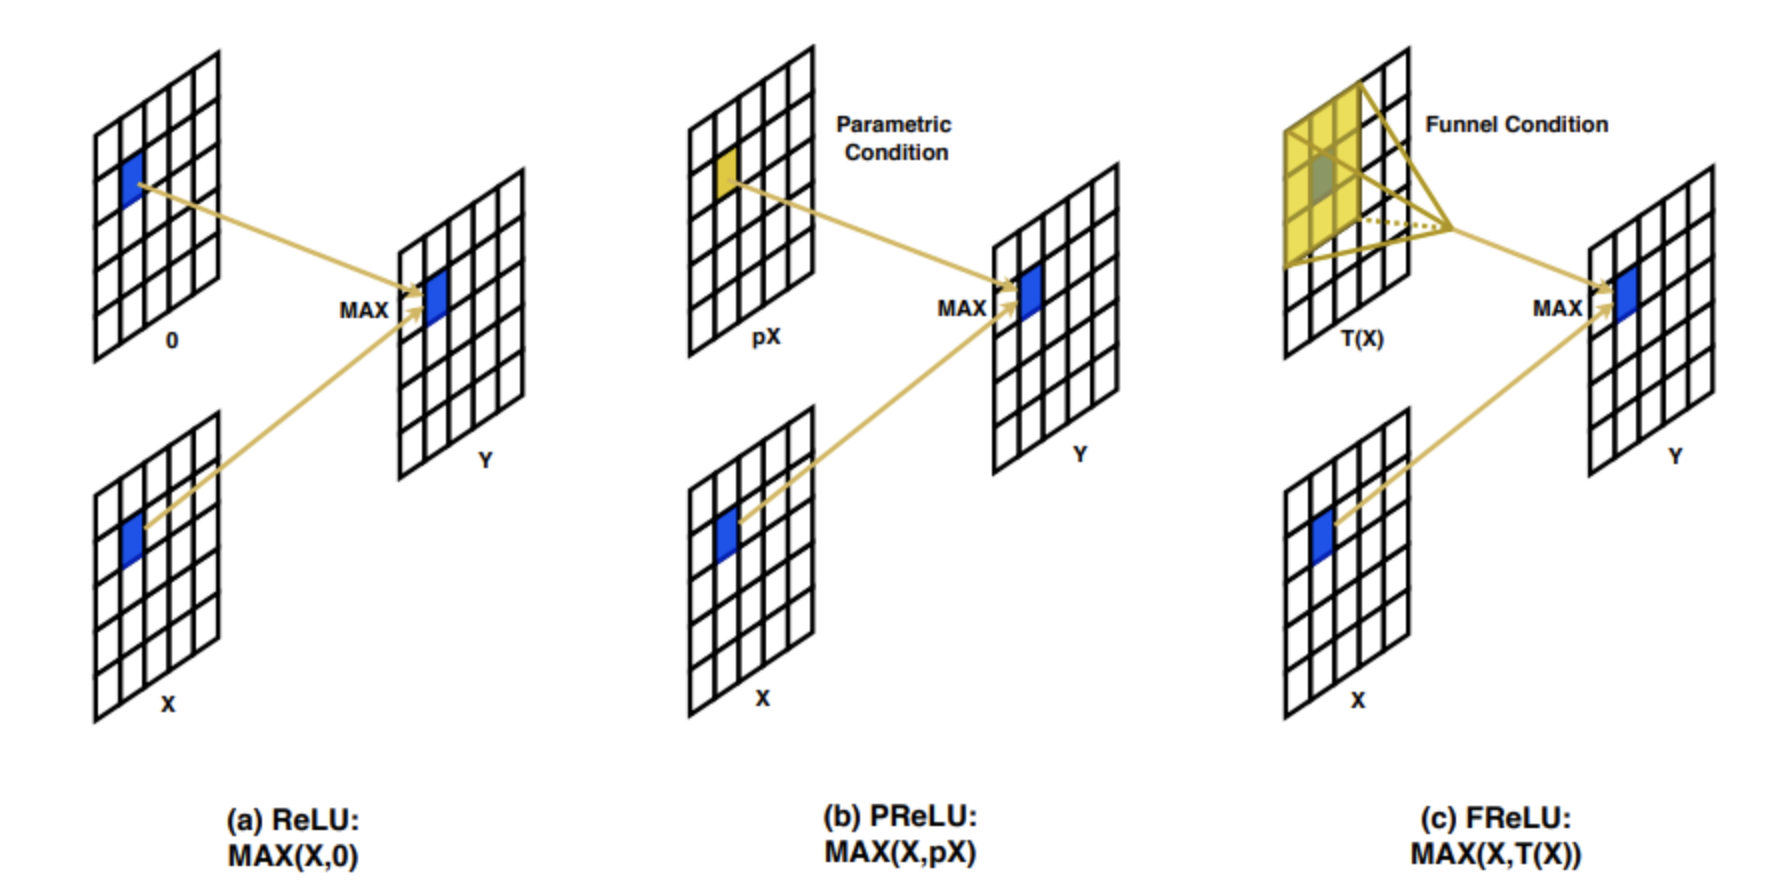 0
MAX
Y
X
(a) ReLU:
MAX(X,0)
Parametric
Condition
pX
MAX
Y
X
(b) PReLU:
MAX(X,pX)
Funnel Condition
T(X)
MAX
Y
X
(c) FReLU:
MAX(X,T(X))